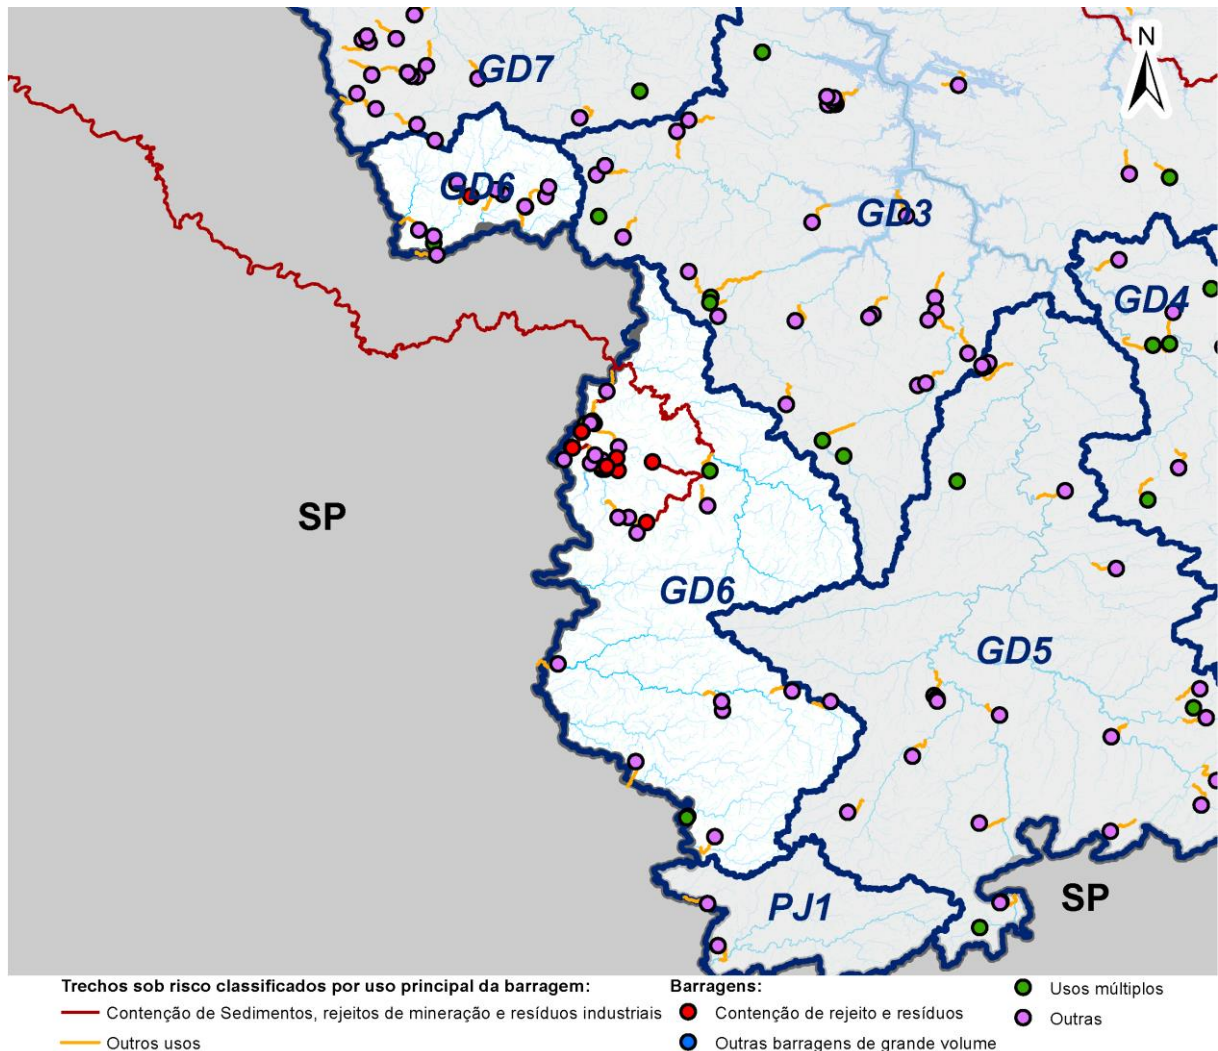 N
GD7
GD6
GD3
GD4
SP
GD6
GD5
SP
PJ1
Trechos sob risco classificados por uso principal da barragem:
Contenção de Sedimentos, rejeitos de mineração e resíduos industriais
Outros usos
Barragens:
Contenção de rejeito e resíduos
Outras barragens de grande volume
Usos múltiplos
Outras